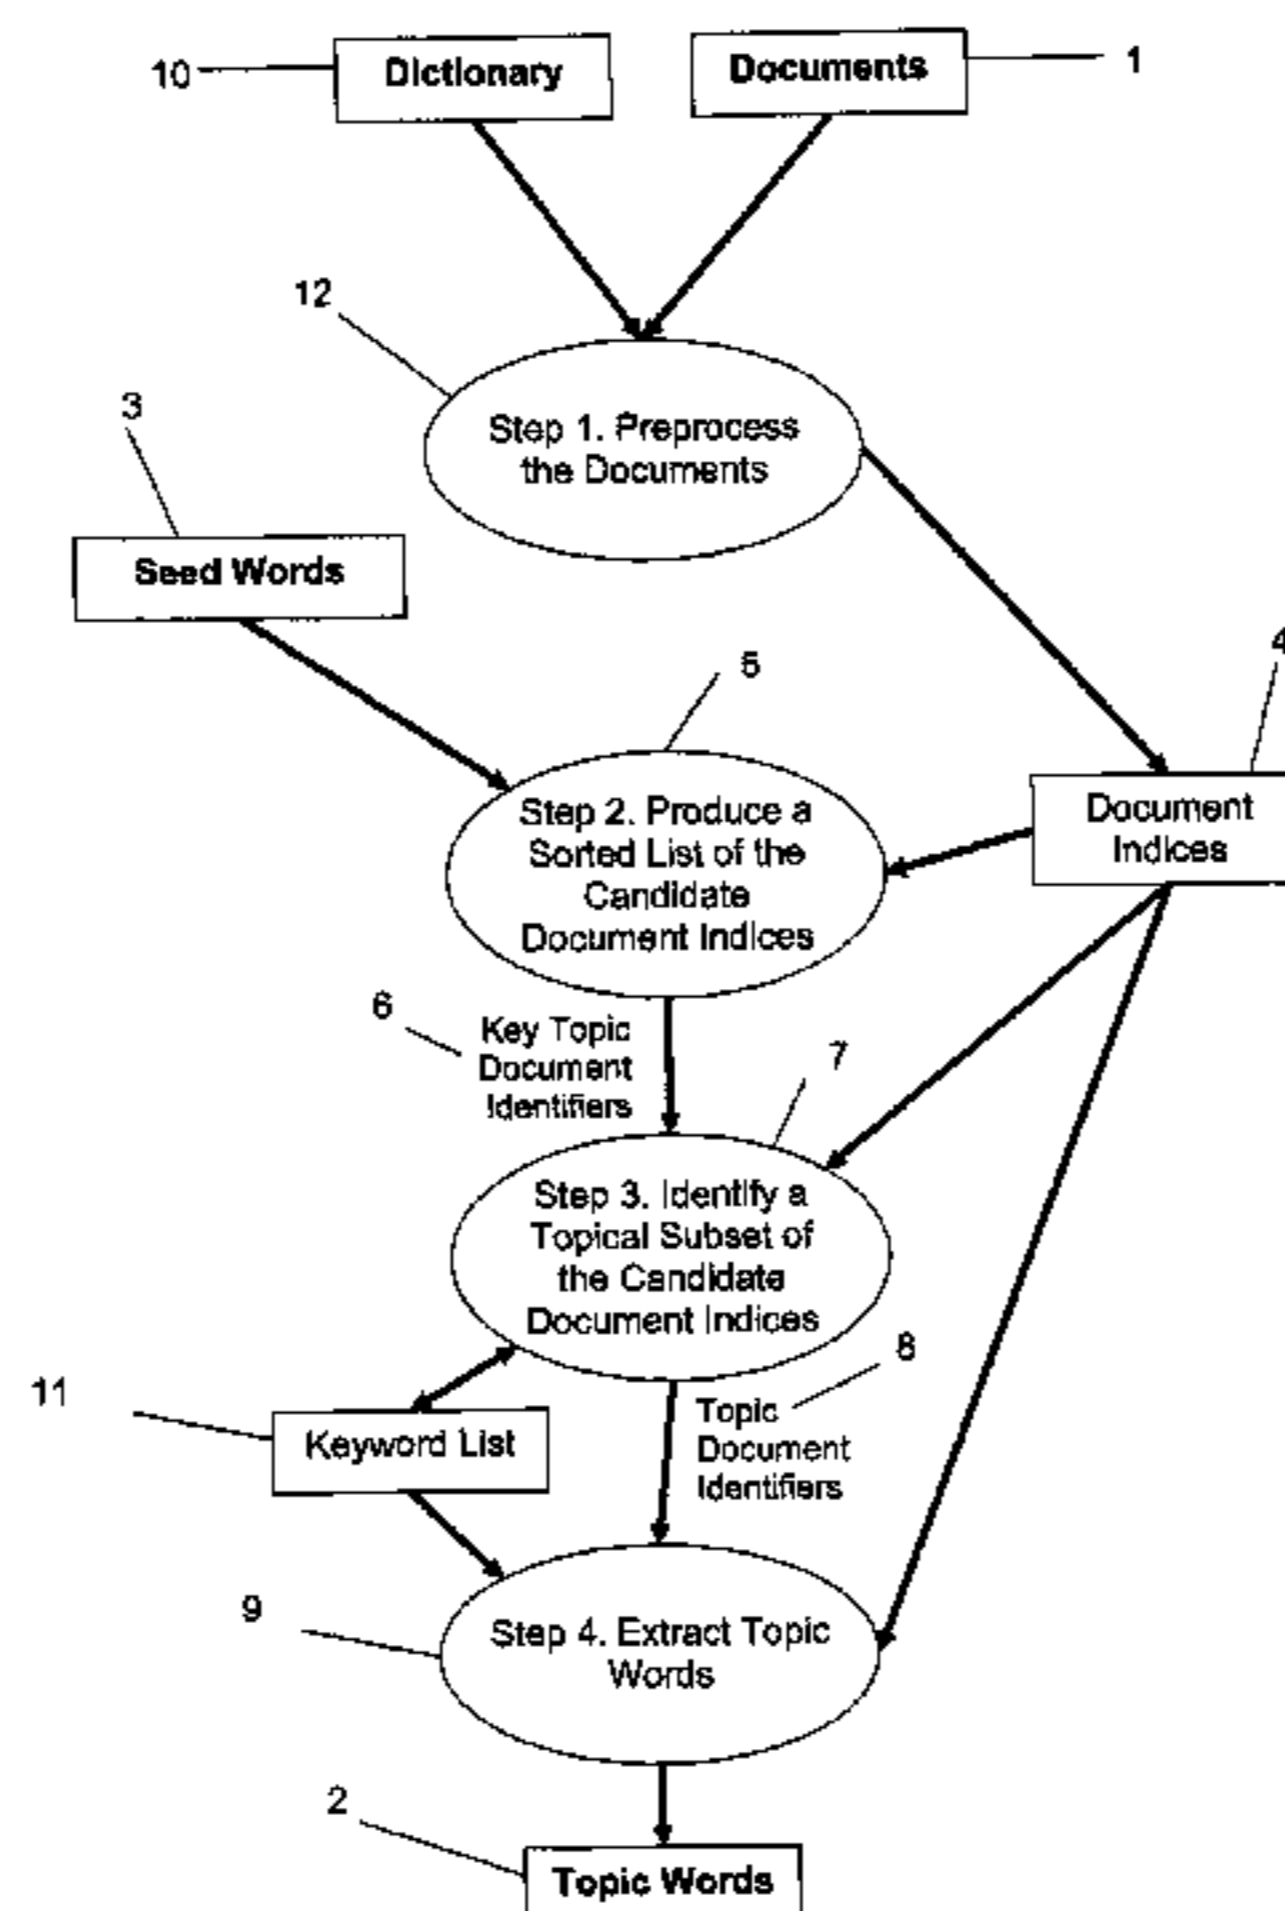 10
Dictionary
Documents
1
12
Step 1. Preprocess
the Documents
3
Seed Words
5
4
Step 2. Produce a
Sorted List of the
Candidate
Document Indices
Document
Indices
6
Key Topic
Document
Identifiers
7
Step 3. Identify a
Topical Subset of
the Candidate
Document Indices
8
11
Keyword List
Topic
Document
Identifiers
9
Step 4. Extract Topic
Words
2
Topic Words